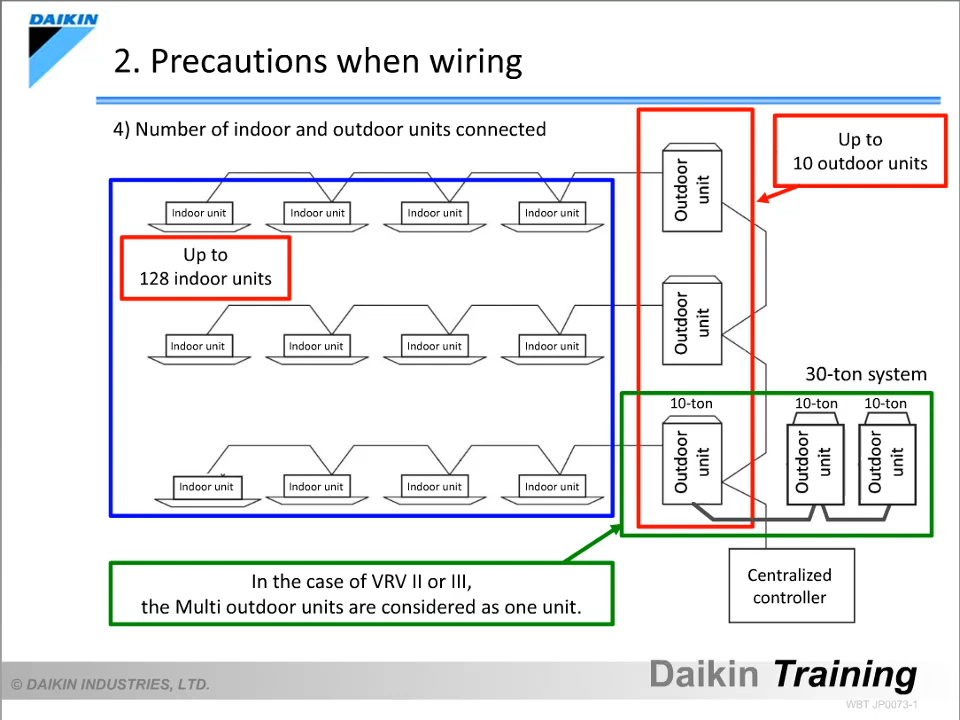 DAIKIN
2. Precautions when wiring
4) Number of indoor and outdoor units connected
Up to
10 outdoor units
Outdoor
unit
Indoor unit
Indoor unit
Indoor unit
Indoor unit
Up to
128 indoor units
Outdoor
unit
Indoor unit
Indoor unit
Indoor unit
Indoor unit
30-ton system
10-ton
10-ton
10-ton
Outdoor
unit
Outdoor
unit
Outdoor
unit
Indoor unit
Indoor unit
Indoor unit
Indoor unit
In the case of VRV II or III,
the Multi outdoor units are considered as one unit.
Centralized
controller
© DAIKIN INDUSTRIES, LTD.
Daikin Training
WBT JP0073-1